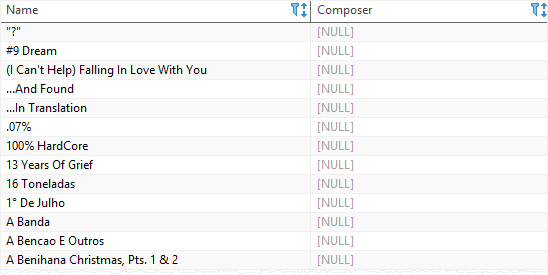 Name Composer
"?" [NULL]
#9 Dream [NULL]
(I Can't Help) Falling In Love With You [NULL]
...And Found [NULL]
...In Translation [NULL]
.07% [NULL]
100% HardCore [NULL]
13 Years Of Grief [NULL]
16 Toneladas [NULL]
1° De Julho [NULL]
A Banda [NULL]
A Bencao E Outros [NULL]
A Benihana Christmas, Pts. 1 & 2 [NULL]